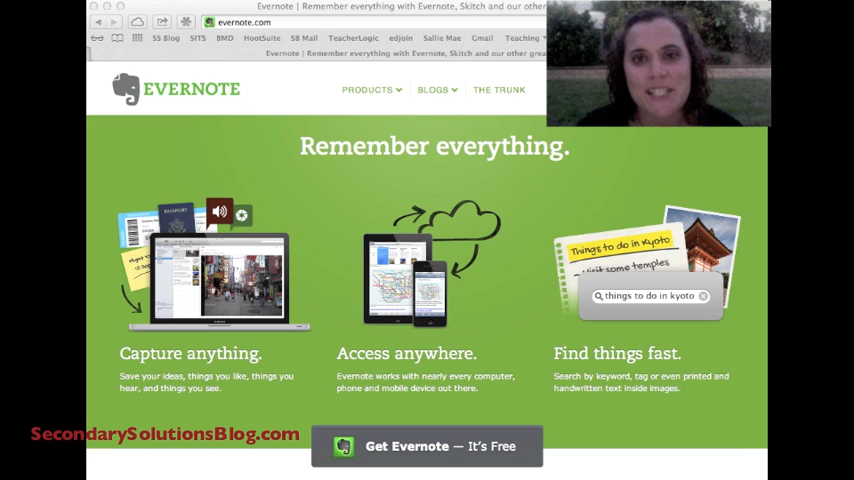 Evernote | Remember everything with Evernote, Skitch and our other
evernote.com
SS Blog SITS BMD HootSuite SB Mail TeacherLogic edjoin Sallie Mae Gmail Teaching
Evernote | Remember everything with Evernote, Skitch and our other grea
EVERNOTE
PRODUCTS BLOGS THE TRUNK
Remember everything.
PASSPORT
Things to do in Kyoto
visit some temples
things to do in kyoto
Capture anything.
Save your ideas, things you like, things you
hear, and things you see.
Access anywhere.
Evernote works with nearly every computer,
phone and mobile device out there.
Find things fast.
Search by keyword, tag or even printed and
handwritten text inside images.
SecondarySolutionsBlog.com
Get Evernote — It's Free